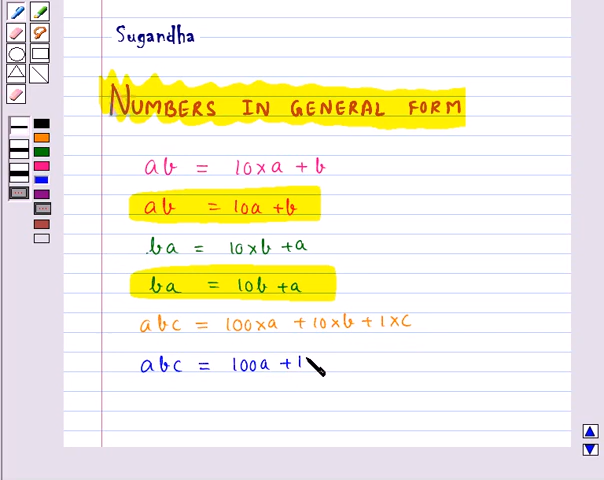 Sugandha
NUMBERS IN GENERAL FORM
ab = 10×a + b
ab = 10a + b
ba = 10×b + a
ba = 10b + a
abc = 100×a + 10×b + 1×c
abc = 100a + 1